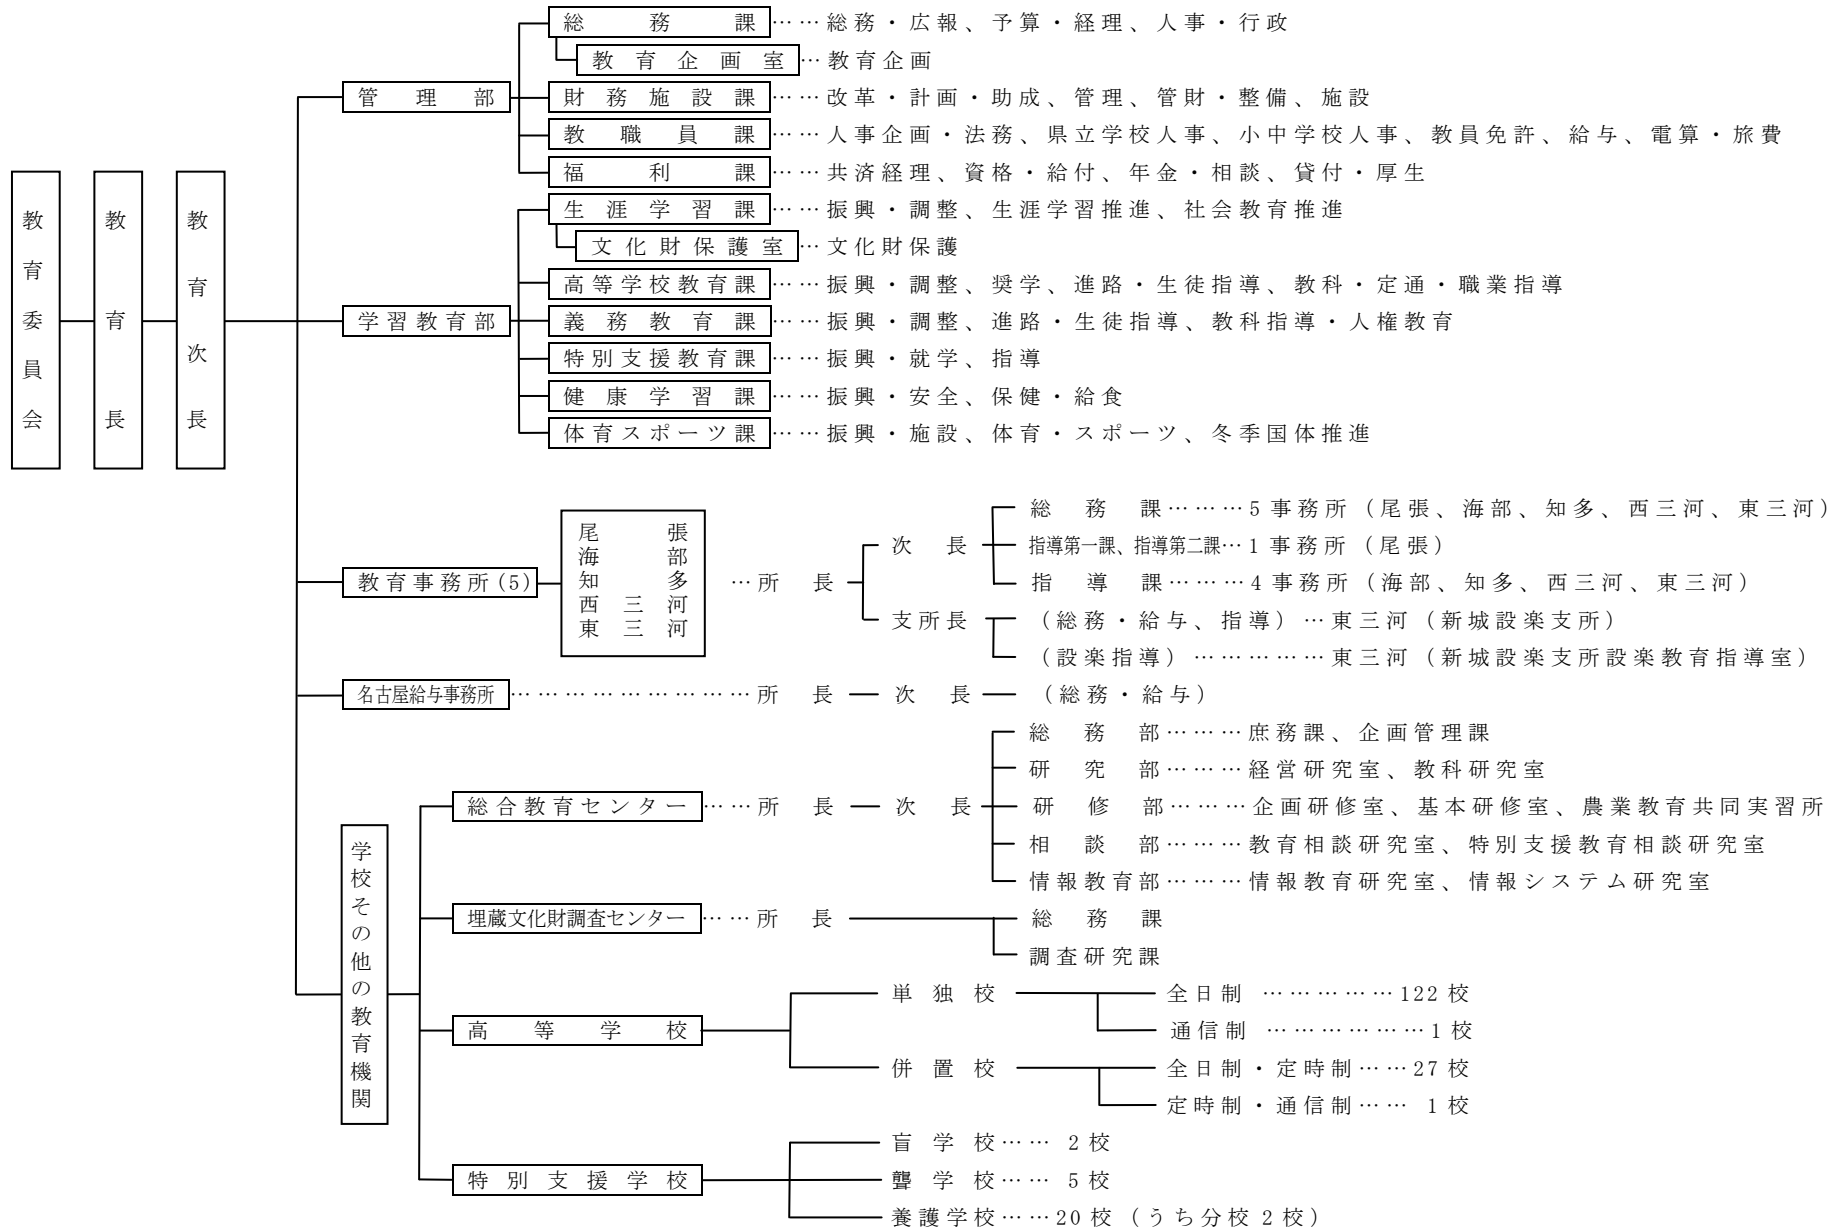 総務課……総務・広報、予算・経理、人事・行政
教育企画室…教育企画
管理部
財務施設課……改革・計画・助成、管理、管財・整備、施設
教職員課……人事企画・法務、県立学校人事、小中学校人事、教員免許、給与、電算・旅費
福利課……共済経理、資格・給付、年金・相談、貸付・厚生
教育委員会
教育長
教育次長
生涯学習課……振興・調整、生涯学習推進、社会教育推進
文化財保護室…文化財保護
高等学校教育課……振興・調整、奨学、進路・生徒指導、教科・定通・職業指導
学習教育部
義務教育課……振興・調整、進路・生徒指導、教科指導・人権教育
特別支援教育課……振興・就学、指導
健康学習課……振興・安全、保健・給食
体育スポーツ課……振興・施設、体育・スポーツ、冬季国体推進
教育事務所(5)
尾張
海部
知多
西三河
東三河
…所長
次長
総務課………5事務所（尾張、海部、知多、西三河、東三河）
指導第一課、指導第二課…1事務所（尾張）
指導課………4事務所（海部、知多、西三河、東三河）
支所長
（総務・給与、指導）…東三河（新城設楽支所）
（設楽指導）……………東三河（新城設楽支所設楽教育指導室）
名古屋給与事務所………………………所長 次長 （総務・給与）
学校その他の教育機関
総合教育センター……所長 次長
総務部………庶務課、企画管理課
研究部………経営研究室、教科研究室
研修部………企画研修室、基本研修室、農業教育共同実習所
相談部………教育相談研究室、特別支援教育相談研究室
情報教育部………情報教育研究室、情報システム研究室
埋蔵文化財調査センター……所長
総務課
調査研究課
高等学校
単独校
全日制……………122校
通信制………………1校
併置校
全日制・定時制……27校
定時制・通信制…… 1校
特別支援学校
盲学校…… 2校
聾学校…… 5校
養護学校……20校（うち分校2校）